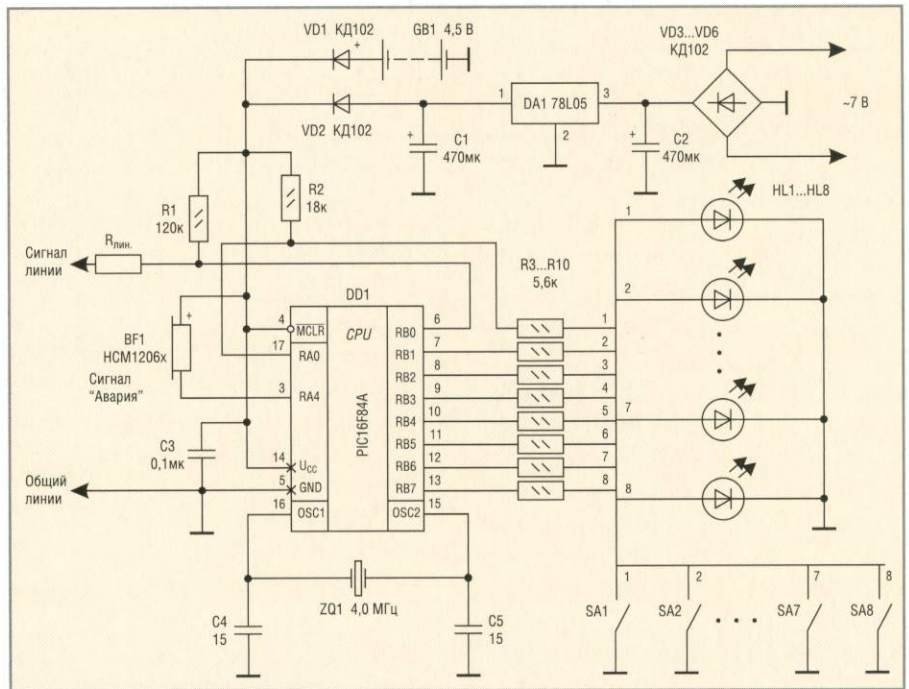 VD1 КД102
GB1 4,5 В
VD3...VD6
КД102
+
VD2 КД102
1
DA1 78L05
3
2
~7 В
+
C1
470мк
+
C2
470мк
R1
120к
R2
18к
HL1...HL8
1
Rлин.
Сигнал
линии
R3...R10
5,6к
DD1
2
4
MCLR
CPU
RB0
6
1
BF1
HCM1206x
+
17
RA0
RB1
7
2
Сигнал
"Авария"
RB2
8
3
3
RA4
RB3
9
4
PIC16F84A
RB4
10
5
7
C3
0,1мк
RB5
11
6
14
UCC
RB6
12
7
Общий
линии
5
GND
RB7
13
8
8
16
OSC1
OSC2
15
ZQ1 4,0 МГц
C4
15
C5
15
1
2
7
8
SA1
SA2
SA7
SA8